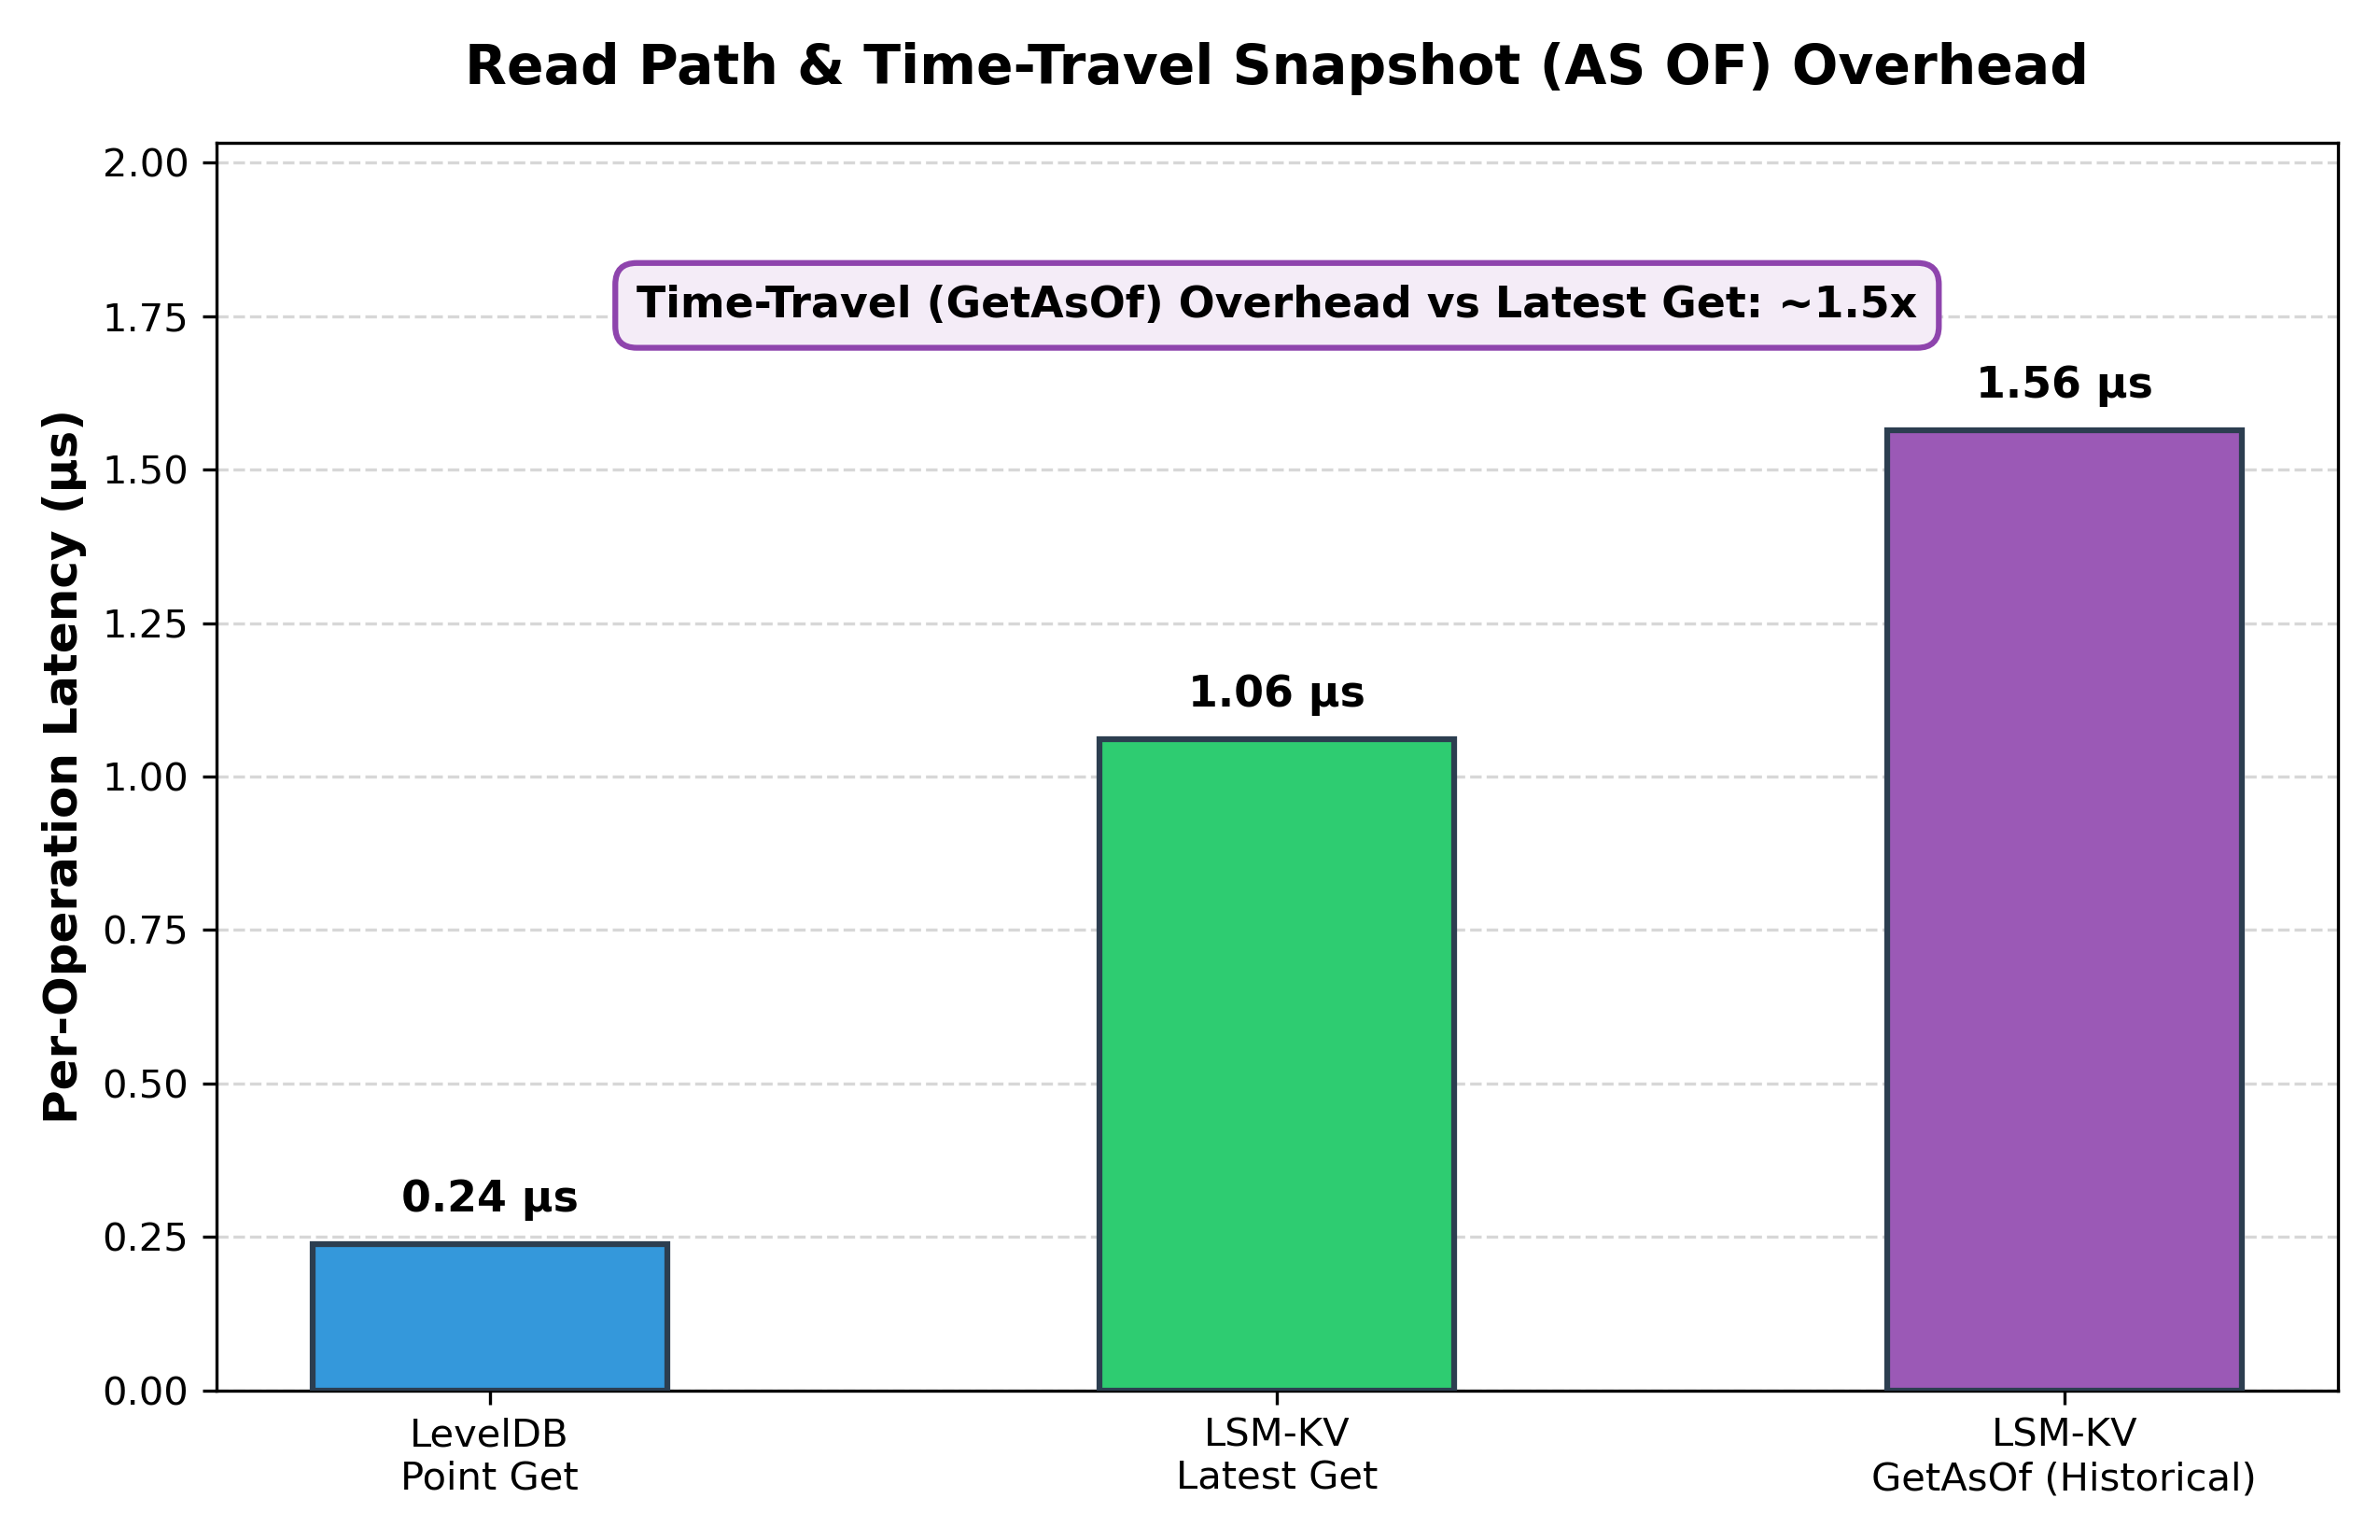 Read Path & Time-Travel Snapshot (AS OF) Overhead
Per-Operation Latency (µs)
2.00
1.75
1.50
1.25
1.00
0.75
0.50
0.25
0.00
Time-Travel (GetAsOf) Overhead vs Latest Get: ~1.5x
0.24 µs
1.06 µs
1.56 µs
LevelDB
Point Get
LSM-KV
Latest Get
LSM-KV
GetAsOf (Historical)